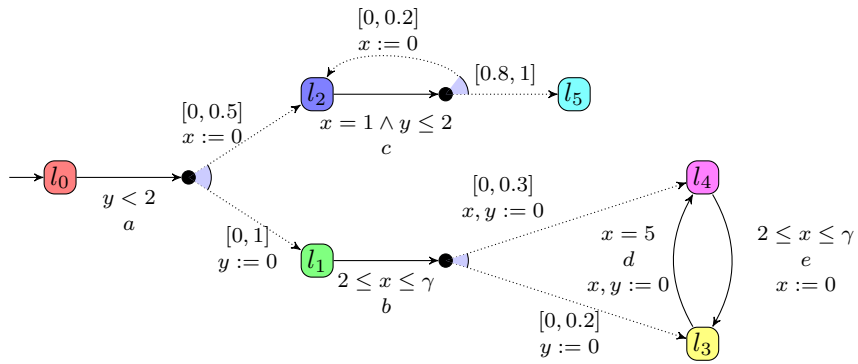 [0, 0.2]
x := 0
[0.8, 1]
l₂
l₅
[0, 0.5]
x := 0
x = 1 ∧ y ≤ 2
c
l₀
y < 2
a
[0, 0.3]
x, y := 0
l₄
[0, 1]
y := 0
l₁
2 ≤ x ≤ γ
b
x = 5
d
x, y := 0
2 ≤ x ≤ γ
e
x := 0
[0, 0.2]
y := 0
l₃